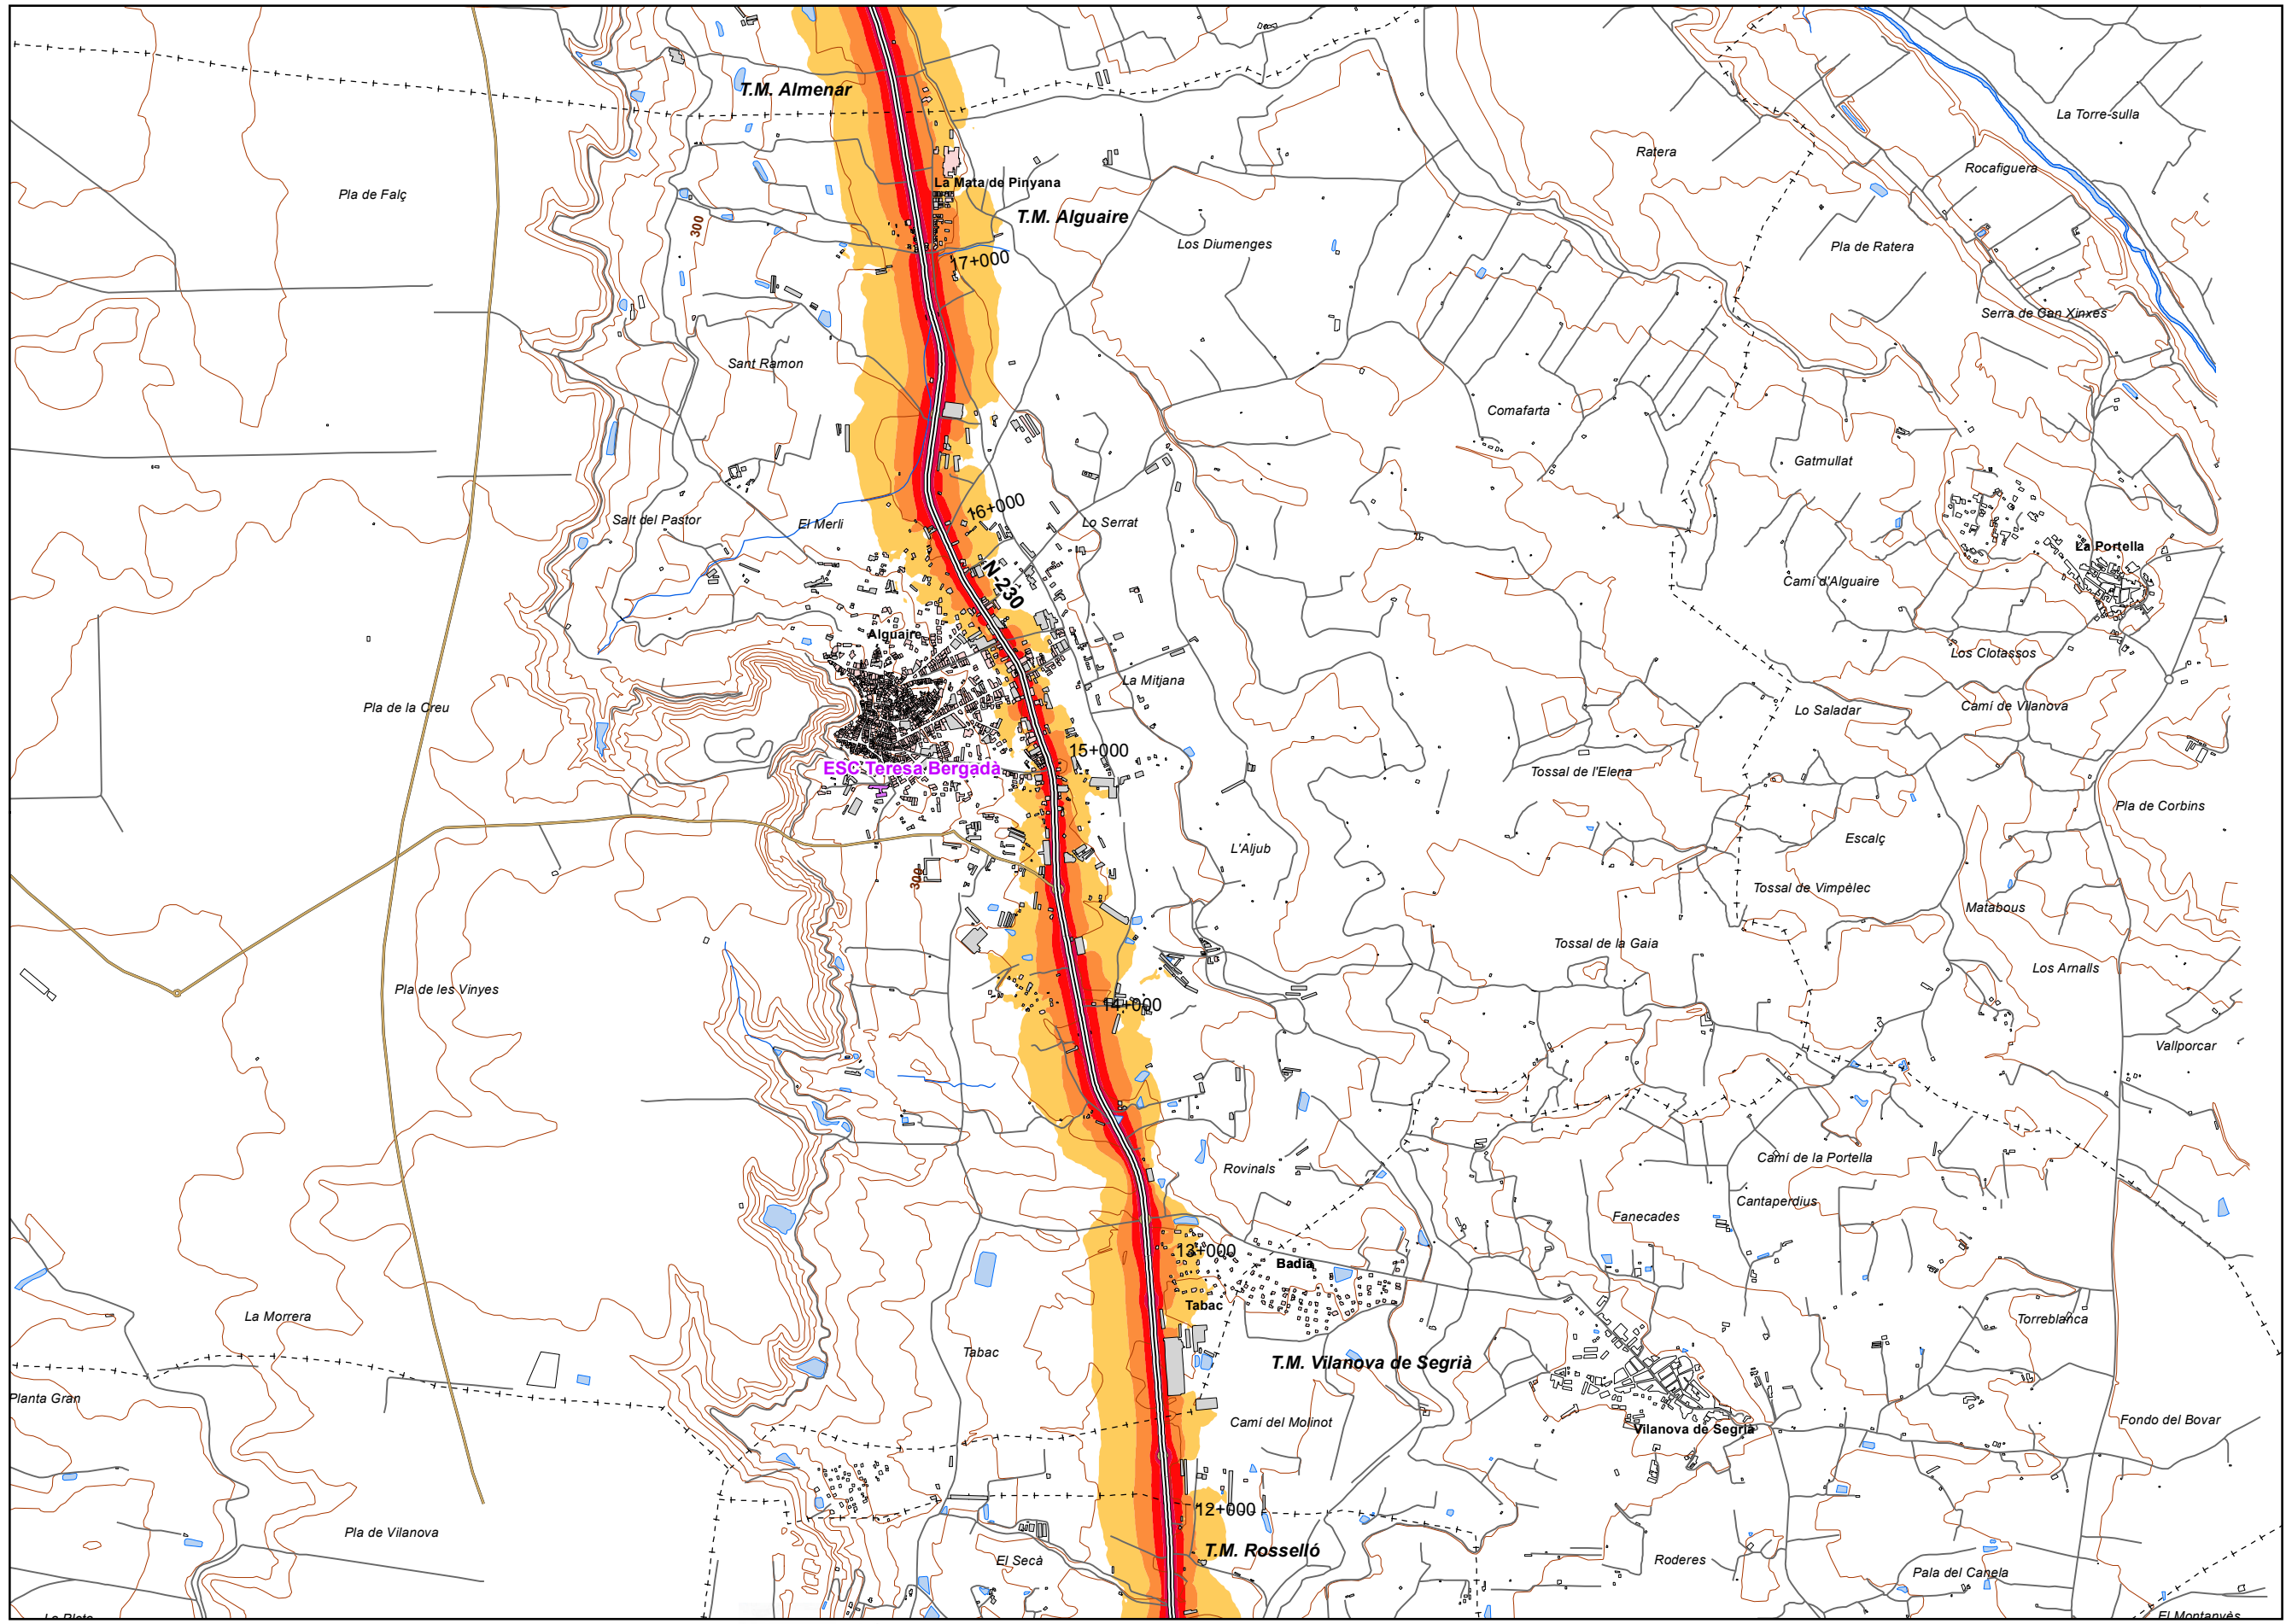 T.M. Almenar
La Torre-sulla
Ratera
Rocafiguera
La Mata de Pinyana
Pla de Falç
T.M. Alguaire
300
Los Diumenges
Pla de Ratera
17+000
Serra de Can Xinxes
Sant Ramon
Comafarta
Gatmullat
16+000
Salt del Pastor
El Merli
Lo Serrat
La Portella
N-230
Camí d'Alguaire
Alguaire
Los Clotassos
La Mitjana
Pla de la Creu
Lo Saladar
Camí de Vilanova
15+000
ESC Teresa Bergadà
Tossal de l'Elena
Pla de Corbins
Escalç
L'Aljub
300
Tossal de Vimpèlec
Matabous
Tossal de la Gaia
Los Arnalls
Pla de les Vinyes
14+000
Vallporcar
Camí de la Portella
Rovinals
Cantaperdius
Fanecades
13+000
Badia
Tabac
La Morrera
Torreblanca
Tabac
T.M. Vilanova de Segrià
Planta Gran
Camí del Molinot
Fondo del Bovar
Vilanova de Segrià
12+000
Pla de Vilanova
T.M. Rosselló
El Secà
Roderes
Pala del Canela
El Montanyès